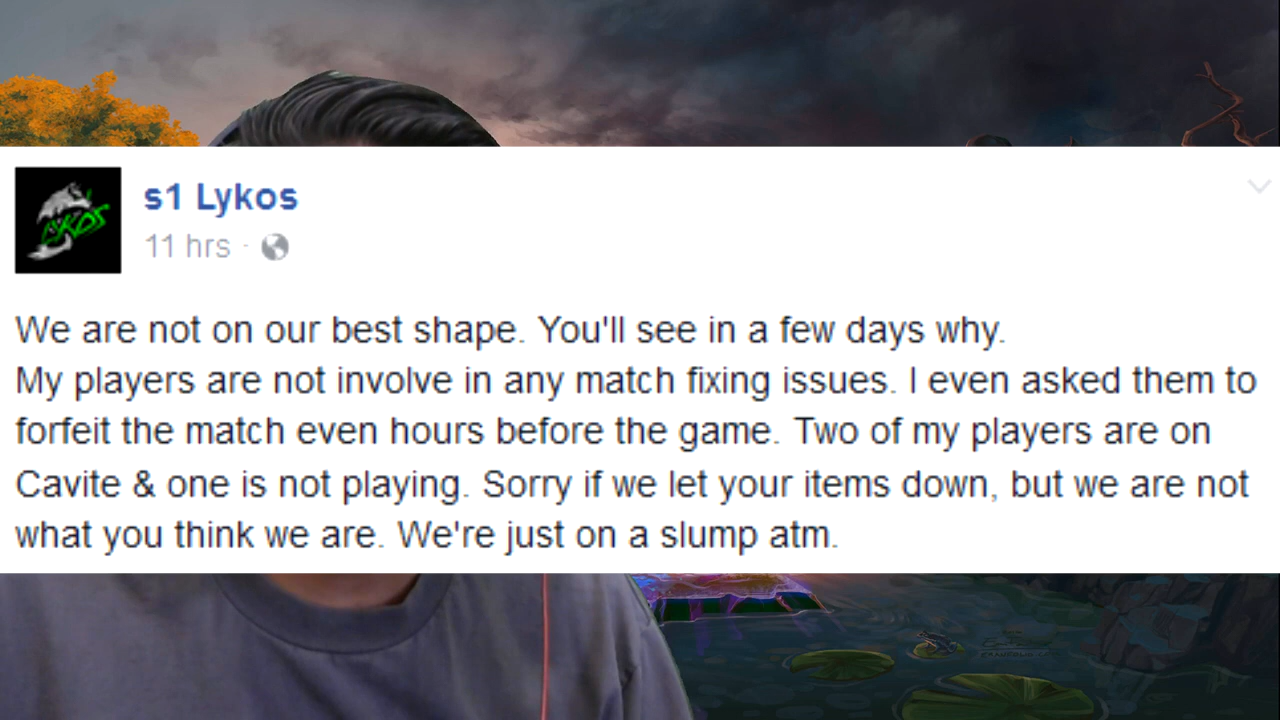 s1 Lykos
11 hrs ·
We are not on our best shape. You'll see in a few days why.
My players are not involve in any match fixing issues. I even asked them to
forfeit the match even hours before the game. Two of my players are on
Cavite & one is not playing. Sorry if we let your items down, but we are not
what you think we are. We're just on a slump atm.